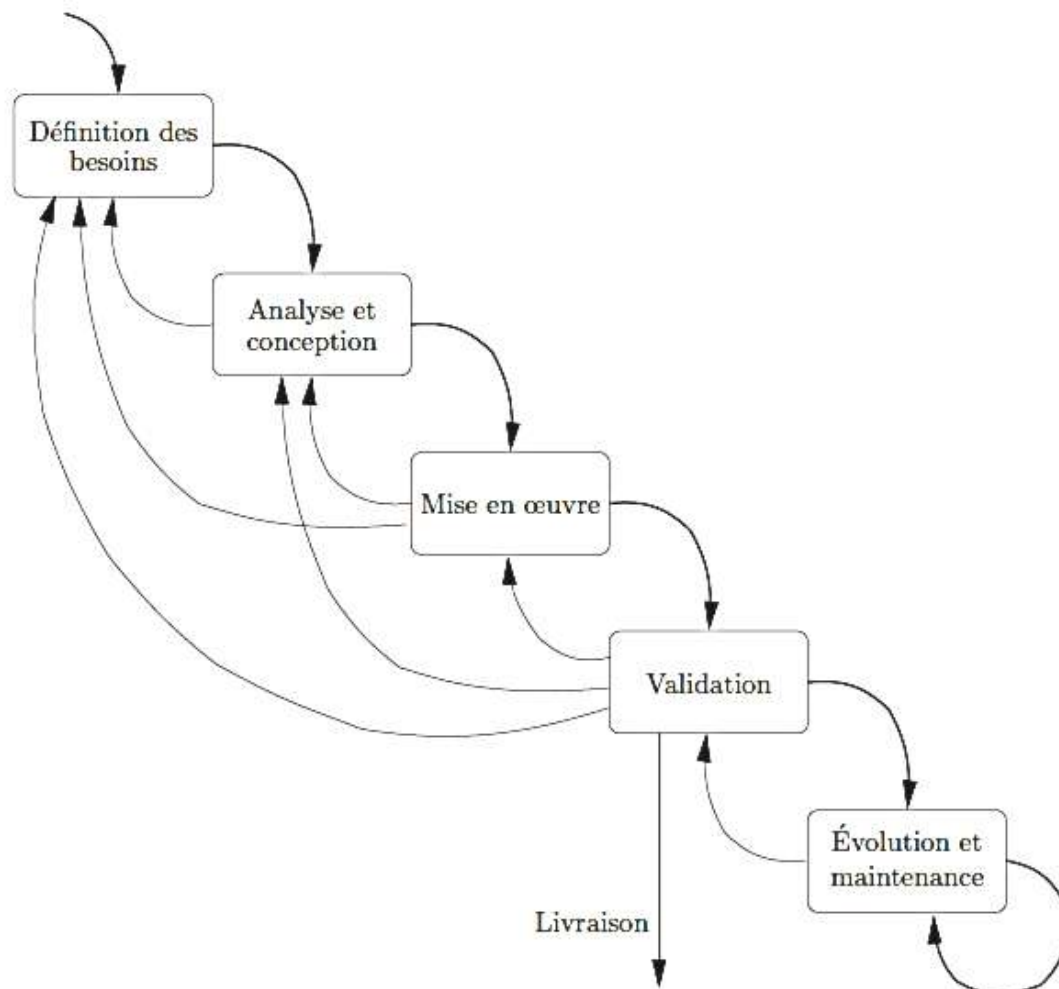 Définition des
besoins
Analyse et
conception
Mise en œuvre
Validation
Évolution et
maintenance
Livraison